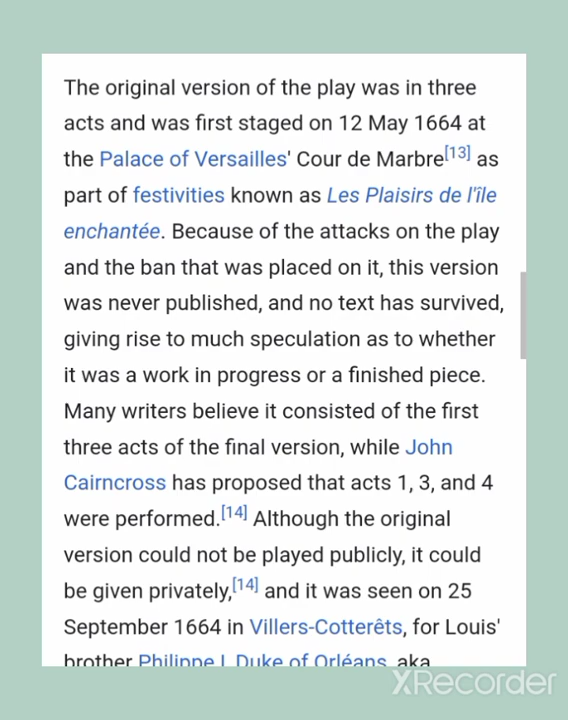 The original version of the play was in three
acts and was first staged on 12 May 1664 at
the Palace of Versailles' Cour de Marbre[13] as
part of festivities known as Les Plaisirs de l'île
enchantée. Because of the attacks on the play
and the ban that was placed on it, this version
was never published, and no text has survived,
giving rise to much speculation as to whether
it was a work in progress or a finished piece.
Many writers believe it consisted of the first
three acts of the final version, while John
Cairncross has proposed that acts 1, 3, and 4
were performed.[14] Although the original
version could not be played publicly, it could
be given privately,[14] and it was seen on 25
September 1664 in Villers-Cotterêts, for Louis'
brother Philippe I, Duke of Orléans, aka
XRecorder